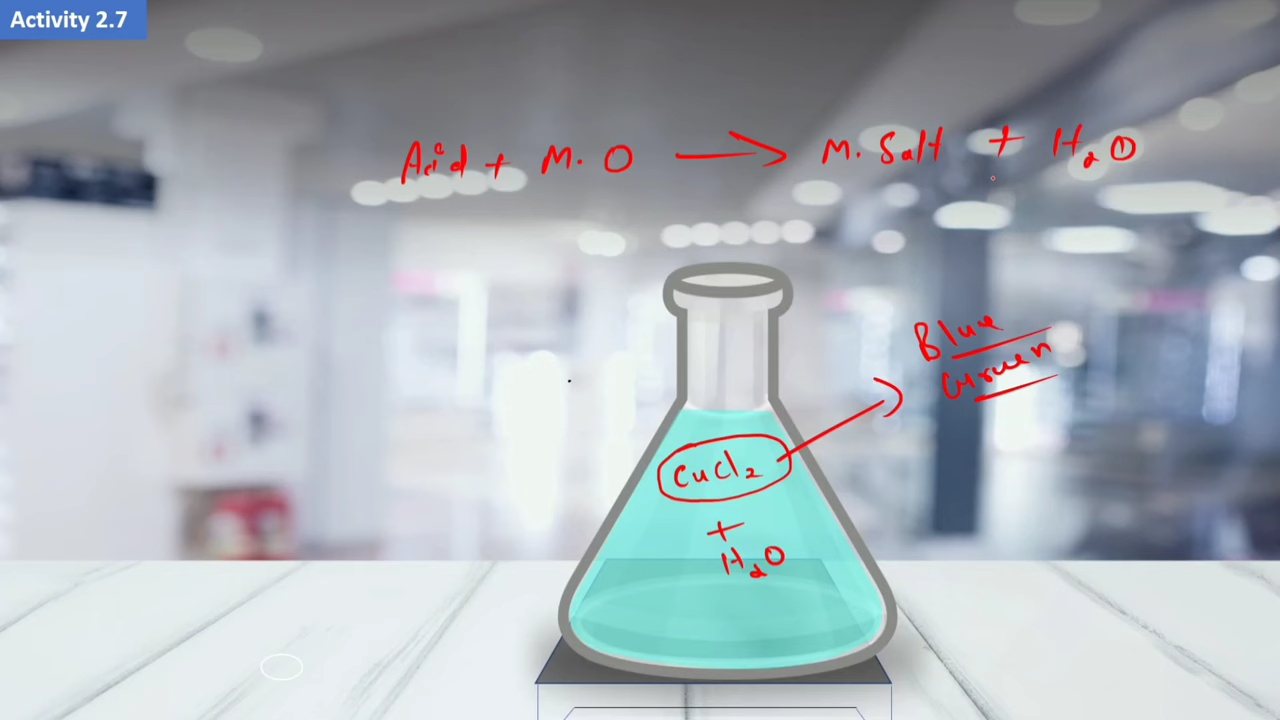 Activity 2.7
Acid + M. O → M. Salt + H₂O
Blue
Green
CuCl₂
+
H₂O